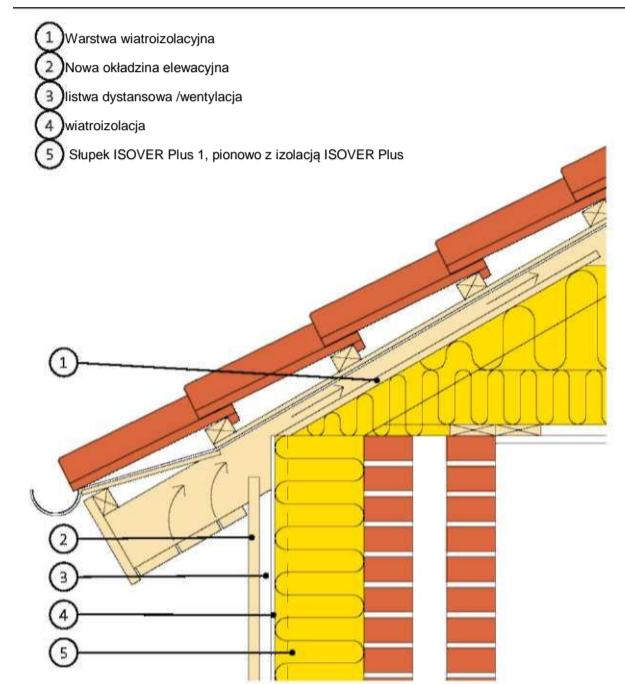 1 Warstwa wiatroizolacyjna
2 Nowa okładzina elewacyjna
3 listwa dystansowa /wentylacja
4 wiatroizolacja
5 Słupek ISOVER Plus 1, pionowo z izolacją ISOVER Plus
1
2
3
4
5